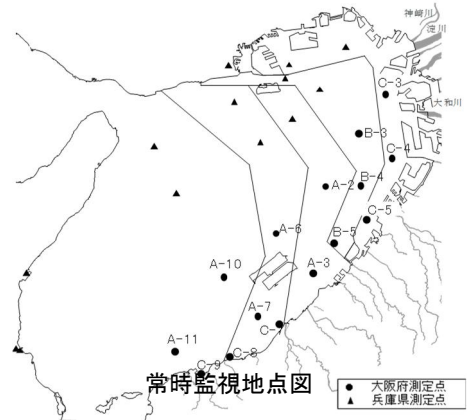 神崎川
淀川
C-3
大和川
B-3
C-4
A-2
B-4
C-5
A-6
B-5
A-10
A-3
A-7
C-
A-11
C-9
C-8
常時監視地点図
● 大阪府測定点
▲ 兵庫県測定点